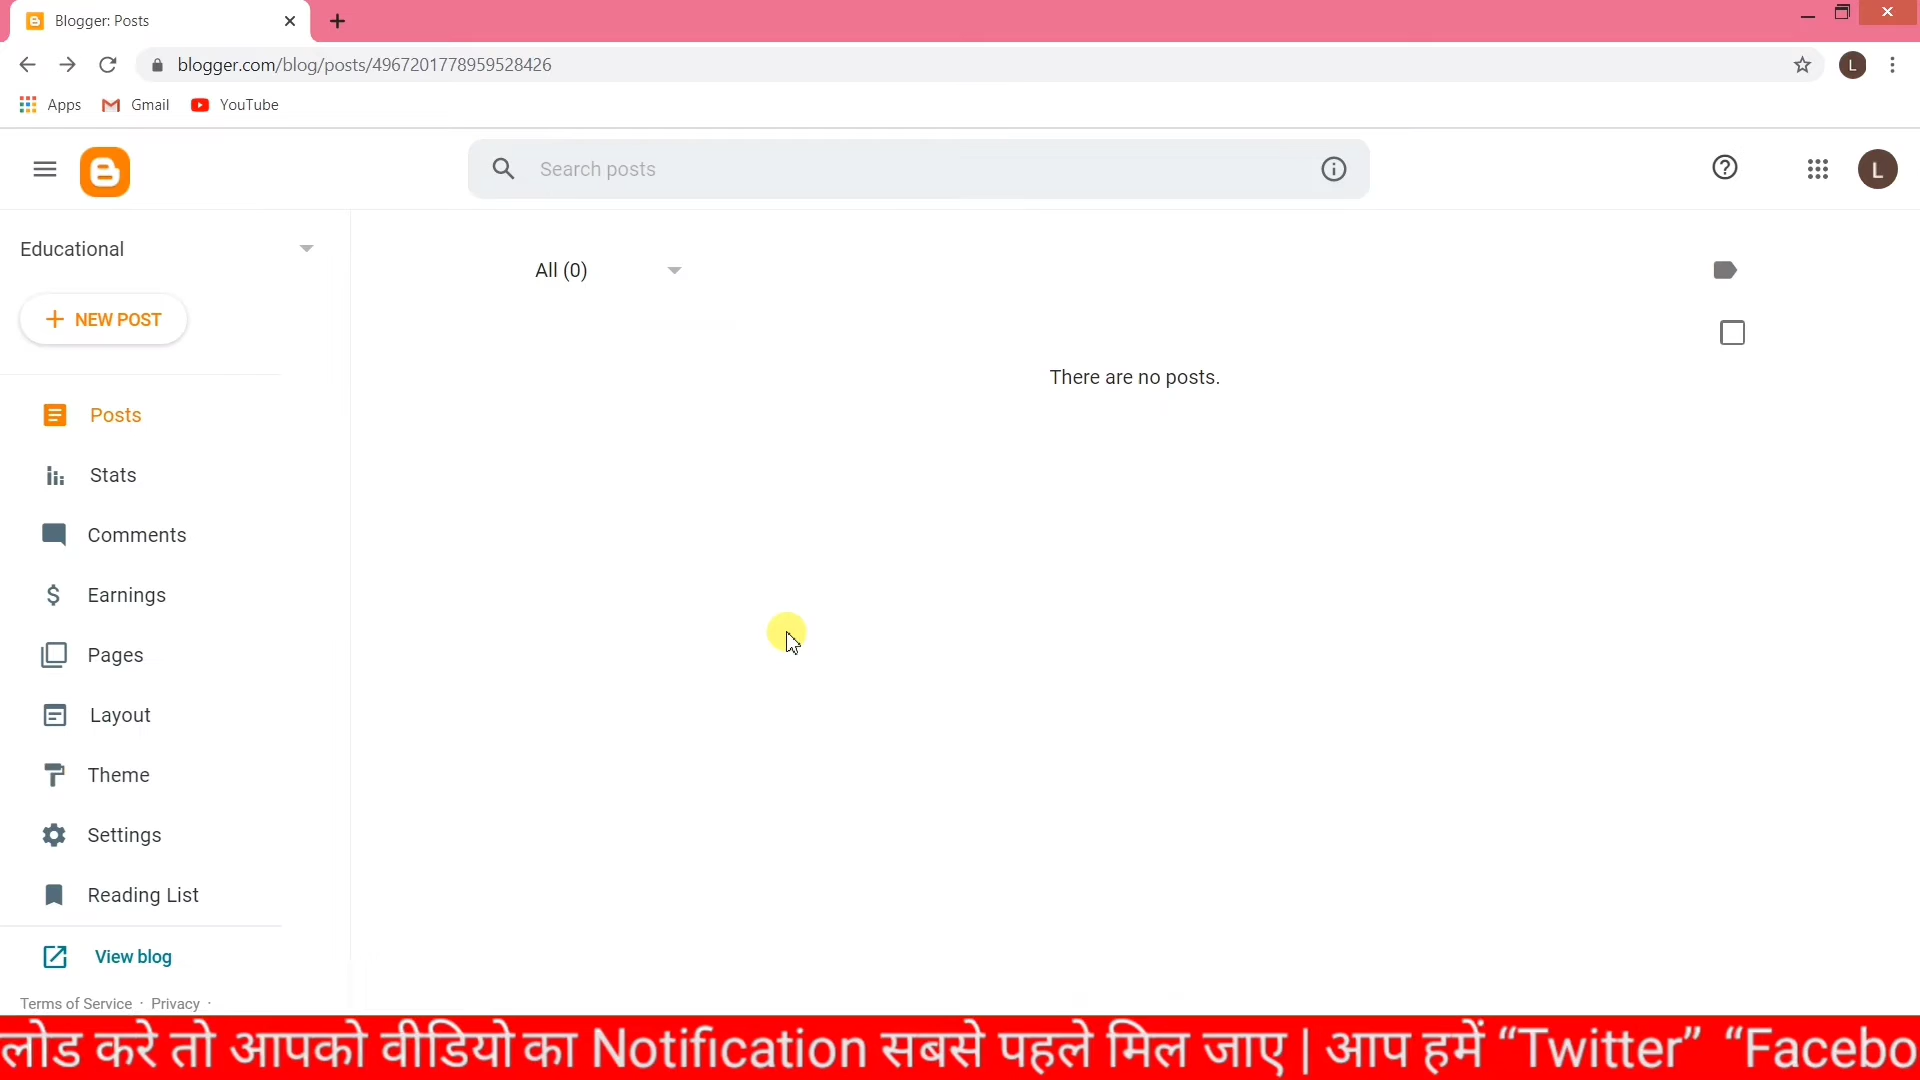 Blogger: Posts
blogger.com/blog/posts/4967201778959528426
L
Apps
Gmail
YouTube
Search posts
L
Educational
All (0)
NEW POST
There are no posts.
Posts
Stats
Comments
Earnings
Pages
Layout
Theme
Settings
Reading List
View blog
Terms of Service · Privacy ·
लोड करे तो आपको वीडियो का Notification सबसे पहले मिल जाए | आप हमें “Twitter” “Facebo